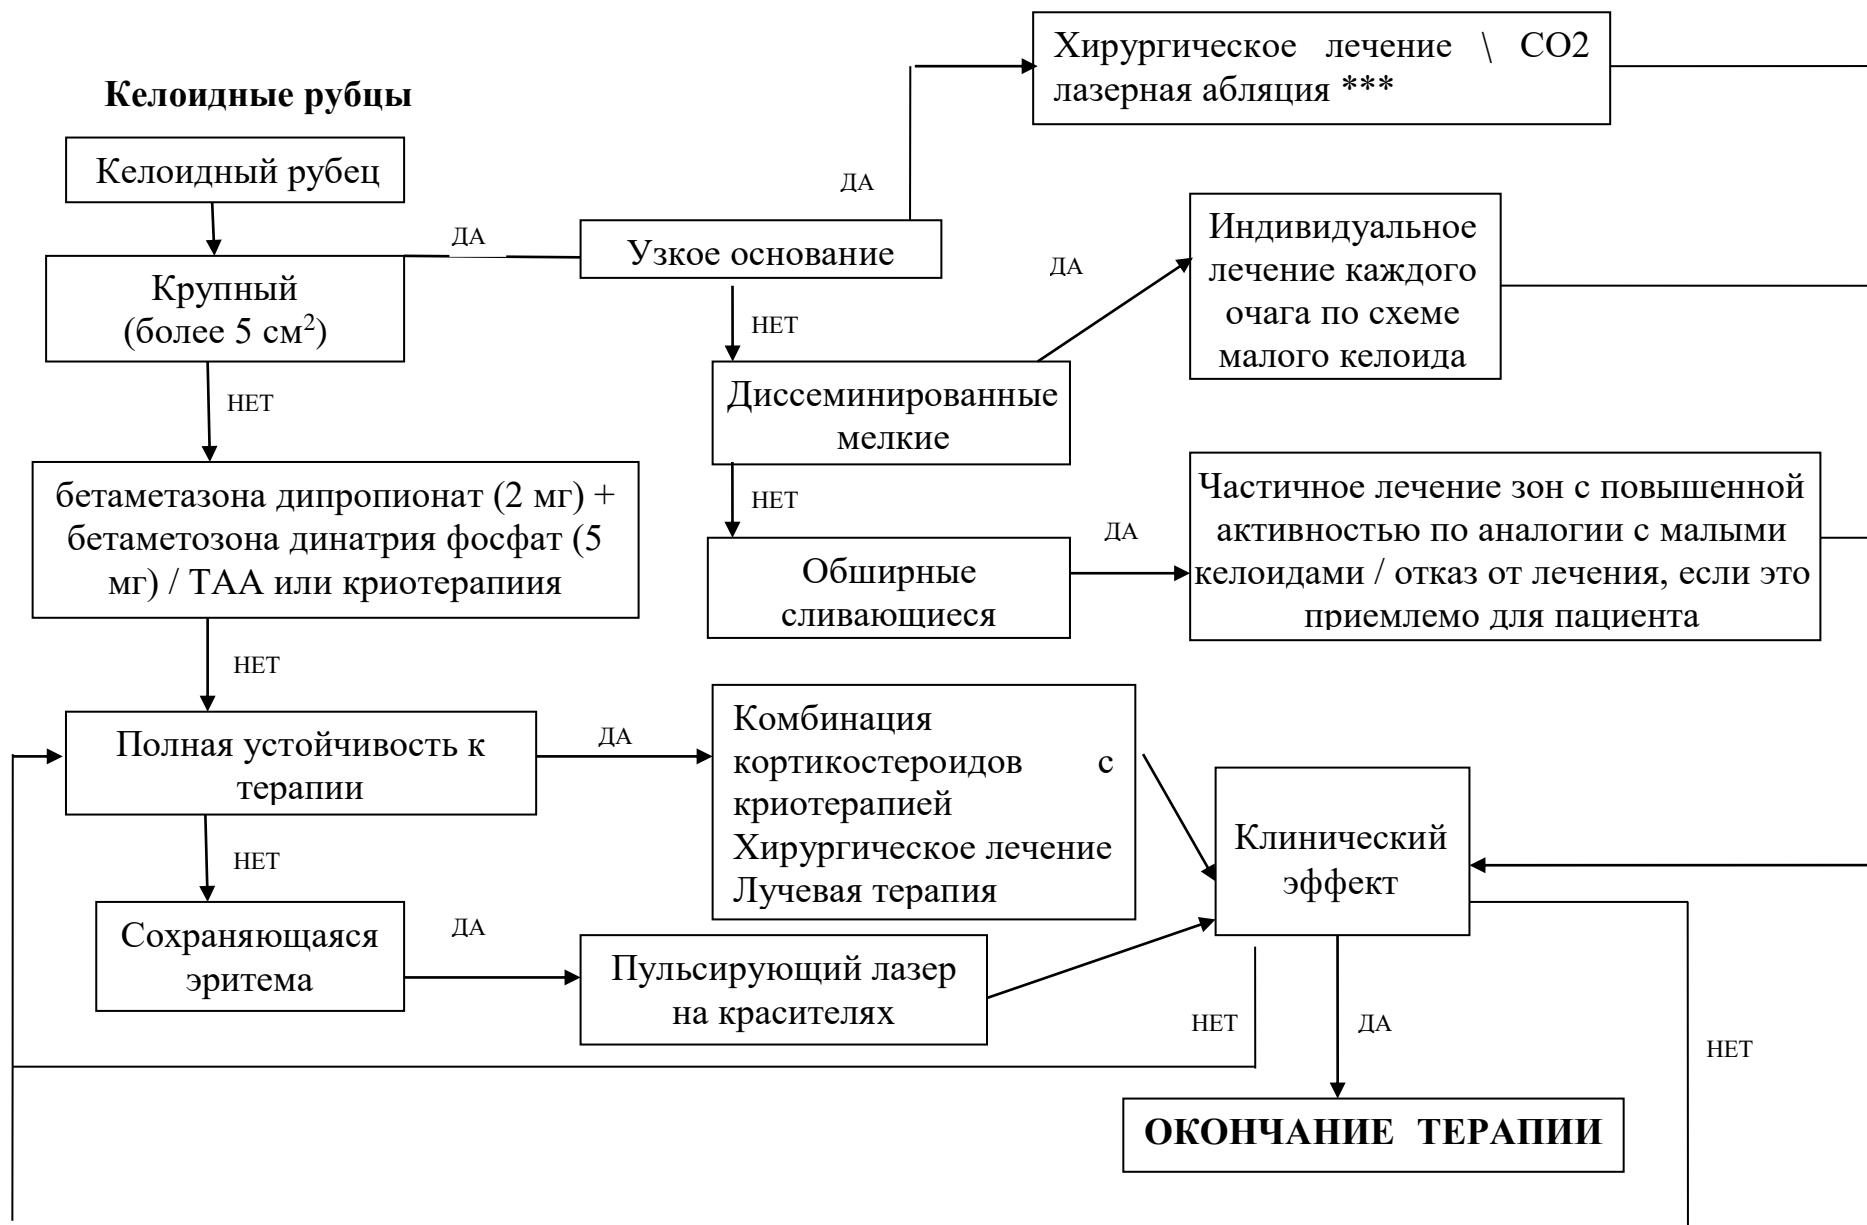 Келоидные рубцы
Хирургическое лечение \ CO2
лазерная абляция ***
Келоидный рубец
ДА
ДА
Узкое основание
Крупный
(более 5 см²)
НЕТ
ДА
Индивидуальное
лечение каждого
очага по схеме
малого келоида
НЕТ
Диссеминированные
мелкие
бетаметазона дипропионат (2 мг) +
бетаметозона динатрия фосфат (5
мг) / ТАА или криотерапиия
НЕТ
Обширные
сливающиеся
ДА
Частичное лечение зон с повышенной
активностью по аналогии с малыми
келоидами / отказ от лечения, если это
приемлемо для пациента
НЕТ
Полная устойчивость к
терапии
ДА
Комбинация
кортикостероидов с
криотерапией
Хирургическое лечение
Лучевая терапия
Клинический
эффект
НЕТ
Сохраняющаяся
эритема
ДА
Пульсирующий лазер
на красителях
НЕТ
ДА
НЕТ
ОКОНЧАНИЕ ТЕРАПИИ